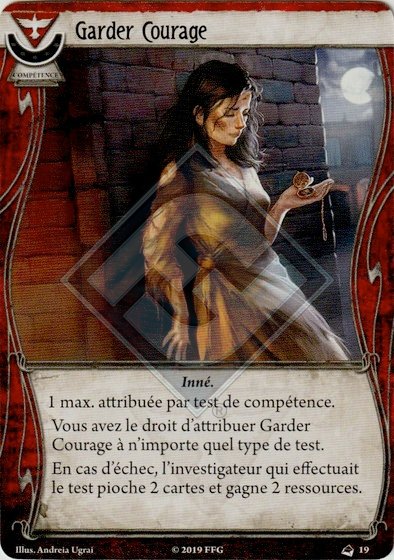 Garder Courage
COMPÉTENCE
Inné.
1 max. attribuée par test de compétence.
Vous avez le droit d'attribuer Garder
Courage à n'importe quel type de test.
En cas d'échec, l'investigateur qui effectuait
le test pioche 2 cartes et gagne 2 ressources.
Illus. Andreia Ugrai
© 2019 FFG
19